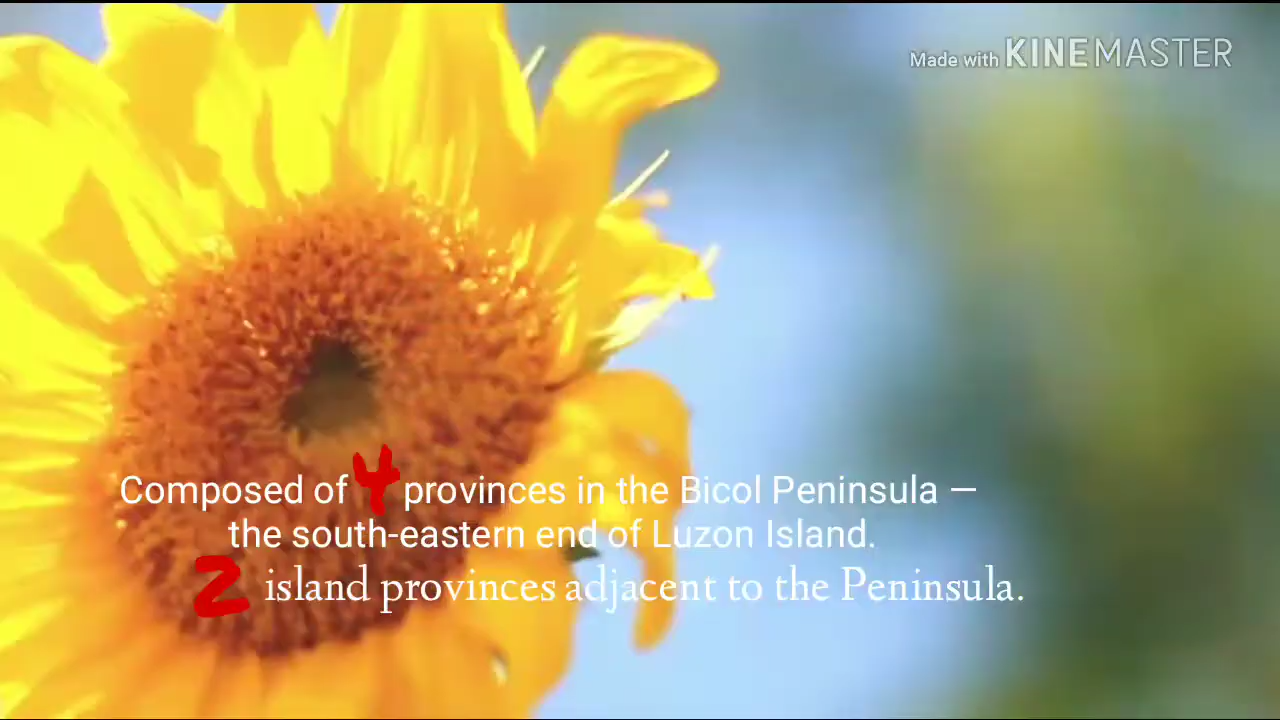 Made with KINEMASTER
Composed of 4 provinces in the Bicol Peninsula —
the south-eastern end of Luzon Island.
2 island provinces adjacent to the Peninsula.